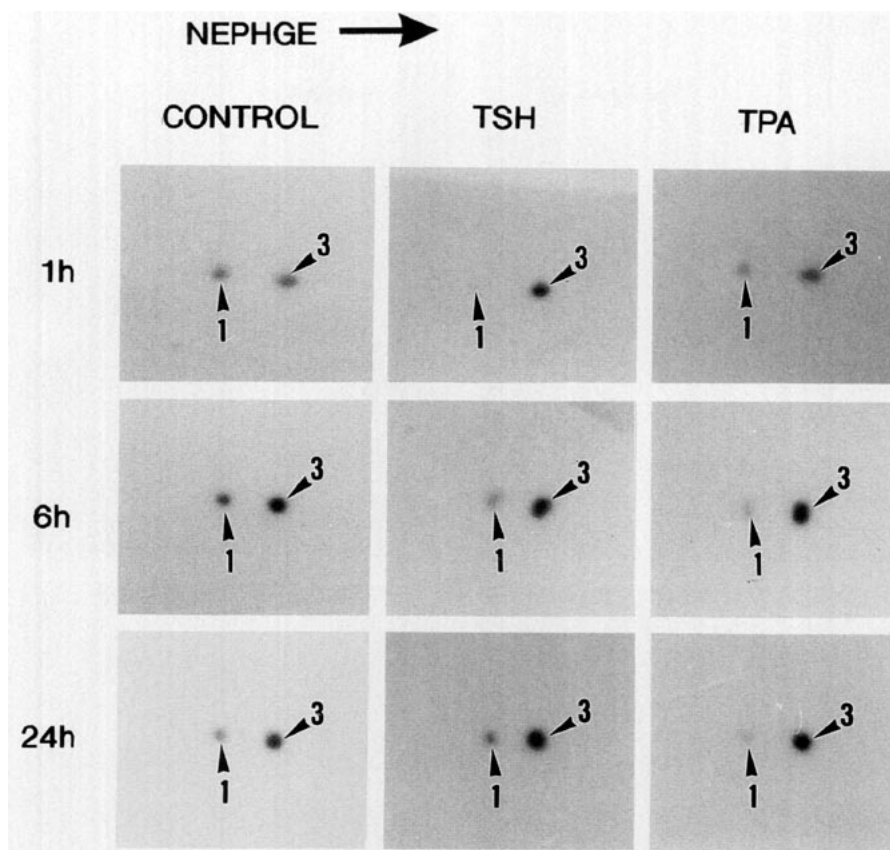 NEPHGE
CONTROL TSH TPA
1h 3 3 3
1 1 1
6h 3 3 3
1 1 1
24h 3 3 3
1 1 1